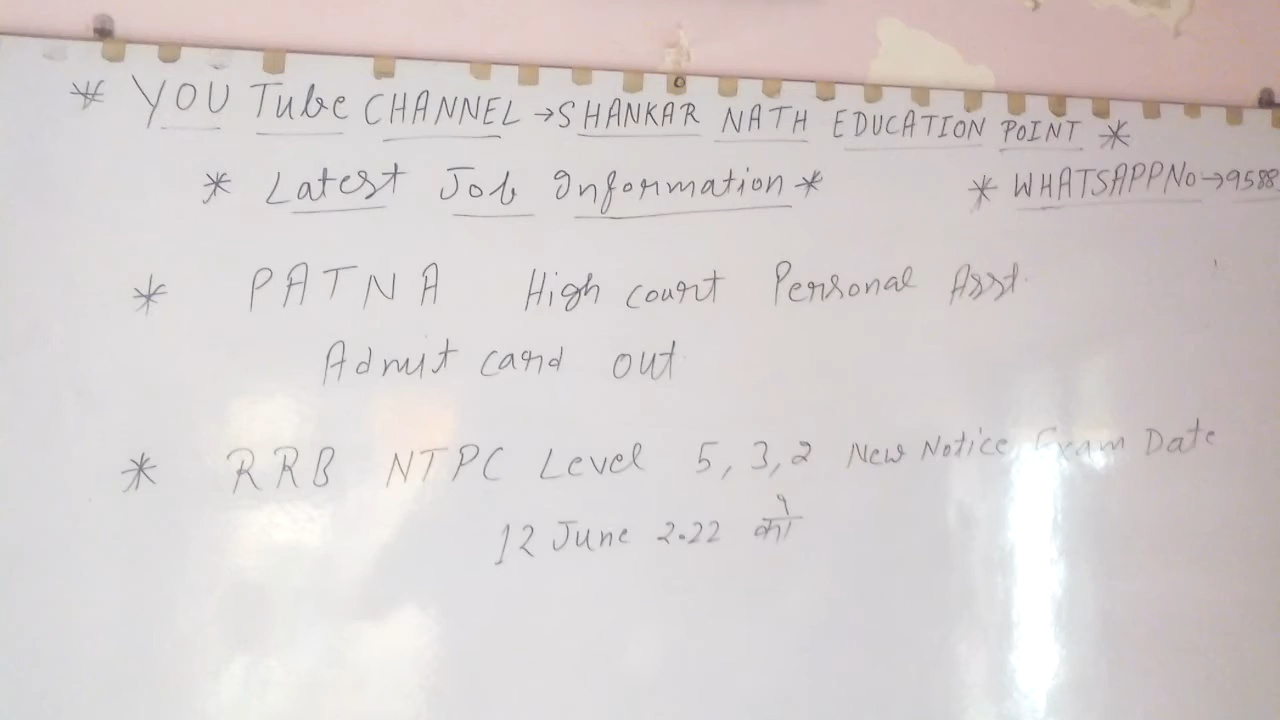 * YOU Tube CHANNEL → SHANKAR NATH EDUCATION POINT *
* Latest Job Information *
* WHATSAPP No → 9588
* PATNA High court Personal Asst.
Admit card out
* RRB NTPC Level 5, 3, 2 New Notice Exam Date
12 June 2022 का